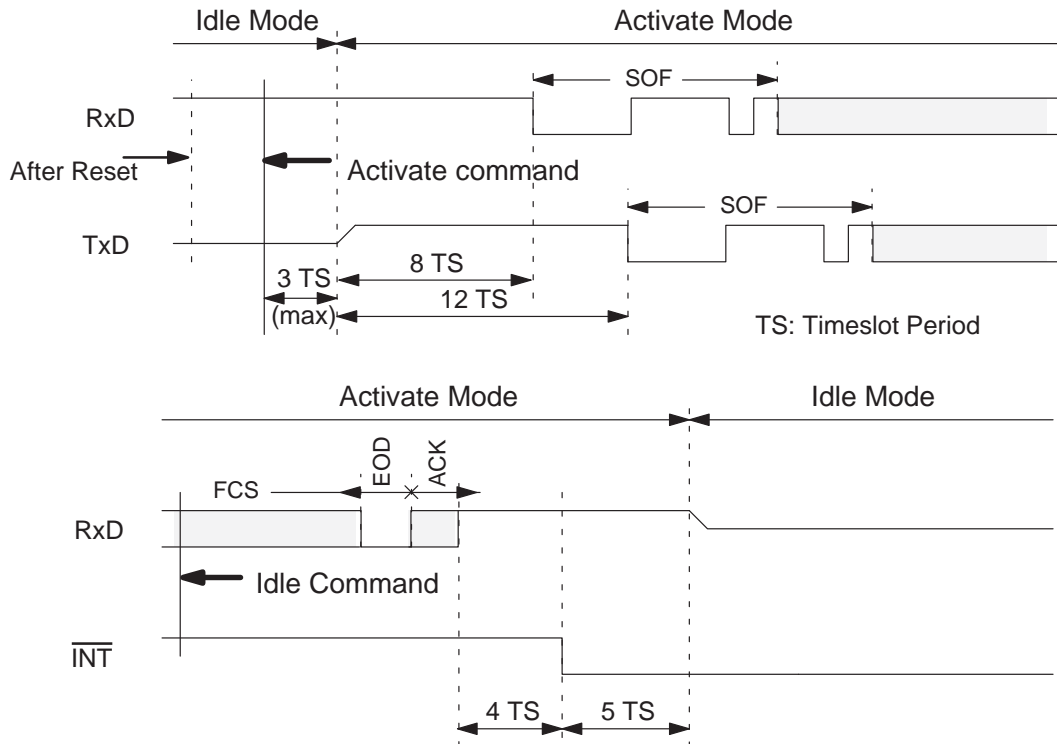 Idle Mode
Activate Mode
SOF
RxD
After Reset
Activate command
SOF
TxD
8 TS
3 TS
(max)
12 TS
TS: Timeslot Period
Activate Mode
Idle Mode
EOD
ACK
FCS
RxD
Idle Command
INT
4 TS
5 TS